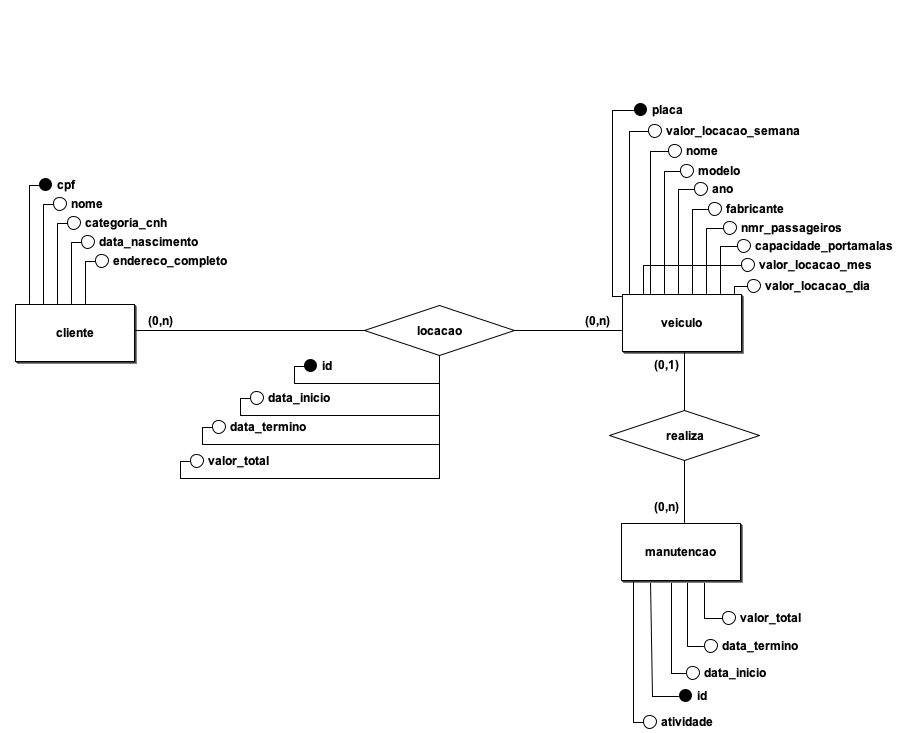 placa
valor_locacao_semana
nome
modelo
ano
fabricante
nmr_passageiros
capacidade_portamalas
valor_locacao_mes
valor_locacao_dia
cpf
nome
categoria_cnh
data_nascimento
endereco_completo
cliente
(0,n)
locacao
(0,n)
veiculo
id
data_inicio
data_termino
valor_total
(0,1)
realiza
(0,n)
manutencao
valor_total
data_termino
data_inicio
id
atividade